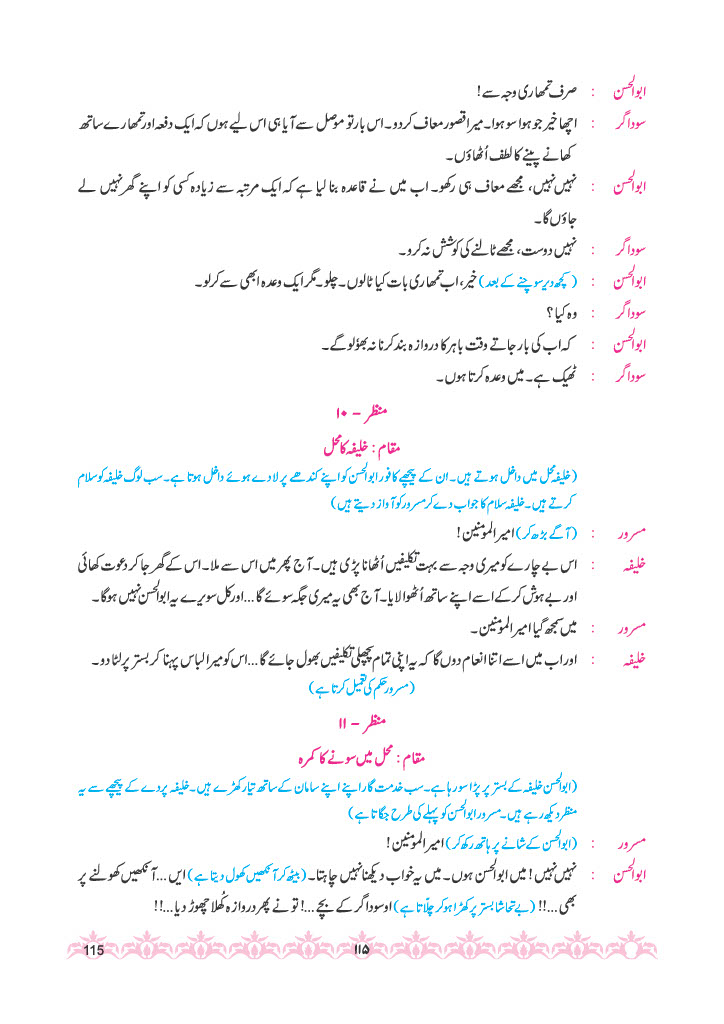 ابوالحسن : صرف تمھاری وجہ سے!
سوداگر : اچھا خیر جو ہوا سو ہوا۔ میرا قصور معاف کردو۔ اس بار تو موصل سے آیا ہی اس لیے ہوں کہ ایک دفعہ اور تمھارے ساتھ
کھانے پینے کا لطف اُٹھاؤں۔
ابوالحسن : نہیں نہیں، مجھے معاف ہی رکھو۔ اب میں نے قاعدہ بنا لیا ہے کہ ایک مرتبہ سے زیادہ کسی کو اپنے گھر نہیں لے
جاؤں گا۔
سوداگر : نہیں دوست، مجھے ٹالنے کی کوشش نہ کرو۔
ابوالحسن : (کچھ دیر سوچنے کے بعد) خیر، اب تمھاری بات کیا ٹالوں۔ چلو۔ مگر ایک وعدہ ابھی سے کرلو۔
سوداگر : وہ کیا؟
ابوالحسن : کہ اب کی بار جاتے وقت باہر کا دروازہ بند کرنا نہ بھؤلوگے۔
سوداگر : ٹھیک ہے۔ میں وعدہ کرتا ہوں۔
منظر – ۱۰
مقام : خلیفہ کا محل
(خلیفہ محل میں داخل ہوتے ہیں۔ ان کے پیچھے کافور ابوالحسن کو اپنے کندھے پر لادے ہوئے داخل ہوتا ہے۔ سب لوگ خلیفہ کو سلام
کرتے ہیں۔ خلیفہ سلام کا جواب دے کر مسرور کو آواز دیتے ہیں)
مسرور : (آگے بڑھ کر) امیرالمومنین!
خلیفہ : اس بے چارے کو میری وجہ سے بہت تکلیفیں اُٹھانا پڑی ہیں۔ آج پھر میں اس سے ملا۔ اس کے گھر جا کر دعوت کھائی
اور بے ہوش کرکے اسے اپنے ساتھ اُٹھوا لایا۔ آج بھی یہ میری جگہ سوئے گا ...اور کل سویرے یہ ابوالحسن نہیں ہوگا۔
مسرور : میں سمجھ گیا امیرالمومنین۔
خلیفہ : اور اب میں اسے اتنا انعام دوں گا کہ یہ اپنی تمام پچھلی تکلیفیں بھول جائے گا ...اس کو میرا لباس پہنا کر بستر پر لٹا دو۔
(مسرور حکم کی تعمیل کرتا ہے)
منظر – ۱۱
مقام : محل میں سونے کا کمرہ
(ابوالحسن خلیفہ کے بستر پر پڑا سو رہا ہے۔ سب خدمت گار اپنے اپنے سامان کے ساتھ تیار کھڑے ہیں۔ خلیفہ پردے کے پیچھے سے یہ
منظر دیکھ رہے ہیں۔ مسرور ابوالحسن کو پہلے کی طرح جگاتا ہے)
مسرور : (ابوالحسن کے شانے پر ہاتھ رکھ کر) امیرالمومنین!
ابوالحسن : نہیں نہیں! میں ابوالحسن ہوں۔ میں یہ خواب دیکھنا نہیں چاہتا۔ (بیٹھ کر آنکھیں کھول دیتا ہے) ایں ...آنکھیں کھولنے پر
بھی ...!! (بے تحاشا بستر پر کھڑا ہو کر چلّاتا ہے) او سوداگر کے بچے ...! تو نے پھر دروازہ کُھلا چھوڑ دیا ...!!
۱۱۵
115